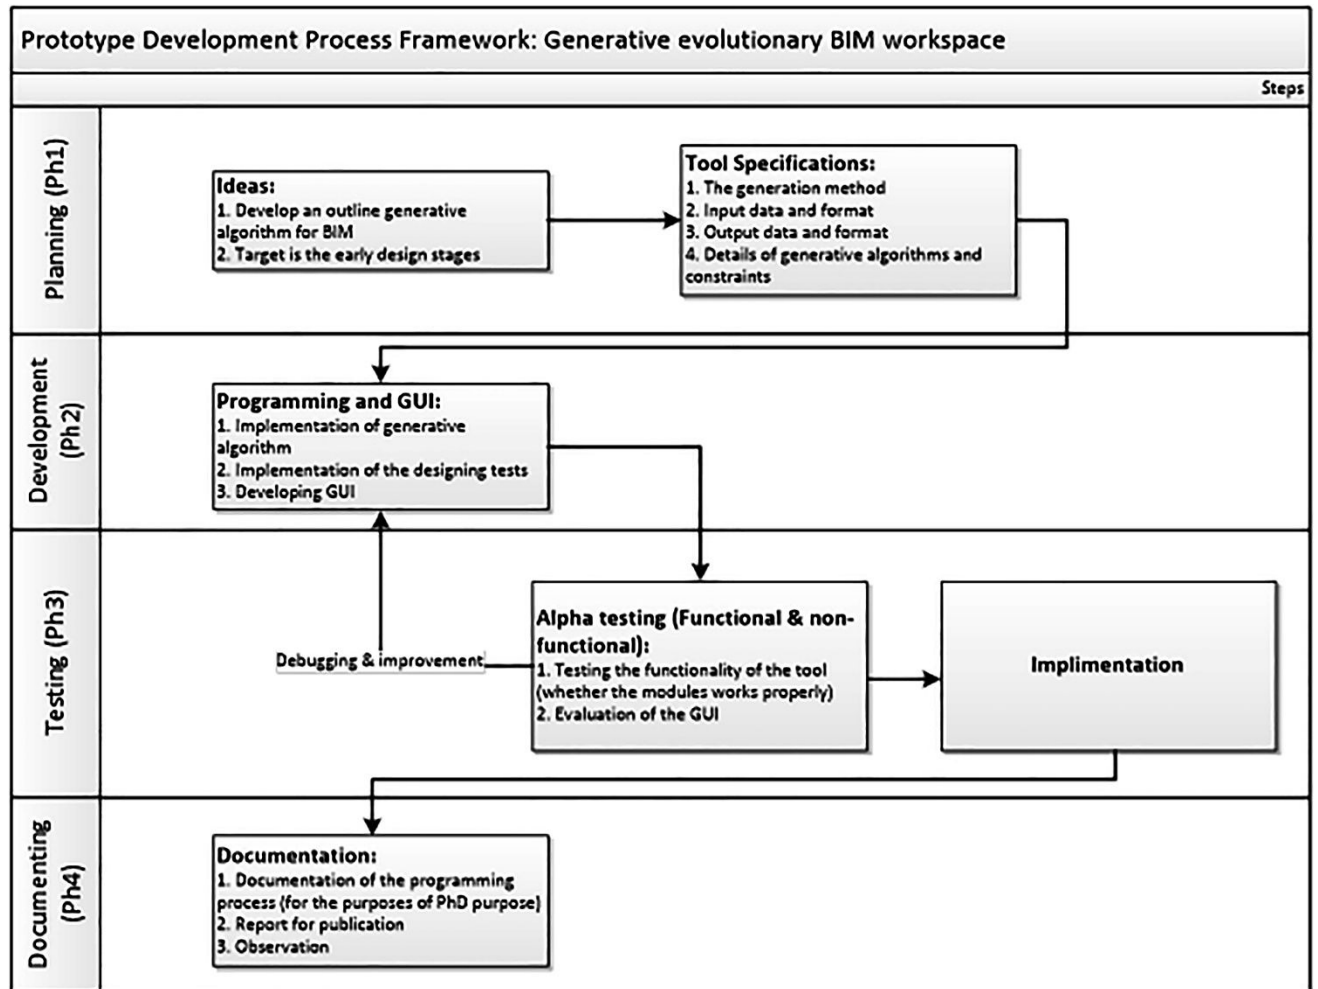 Prototype Development Process Framework: Generative evolutionary BIM workspace
Steps
Planning (Ph1)
Ideas:
1. Develop an outline generative
algorithm for BIM
2. Target is the early design stages
Tool Specifications:
1. The generation method
2. Input data and format
3. Output data and format
4. Details of generative algorithms and
constraints
Development
(Ph2)
Programming and GUI:
1. Implementation of generative
algorithm
2. Implementation of the designing tests
3. Developing GUI
Testing (Ph3)
Debugging & improvement
Alpha testing (Functional & non-
functional):
1. Testing the functionality of the tool
(whether the modules works properly)
2. Evaluation of the GUI
Implimentation
Documenting
(Ph4)
Documentation:
1. Documentation of the programming
process (for the purposes of PhD purpose)
2. Report for publication
3. Observation